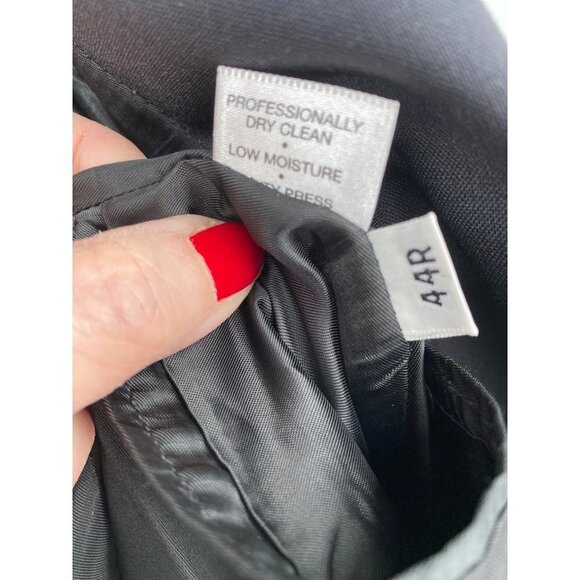 PROFESSIONALLY
DRY CLEAN
•
LOW MOISTURE
•
PRESS
44R